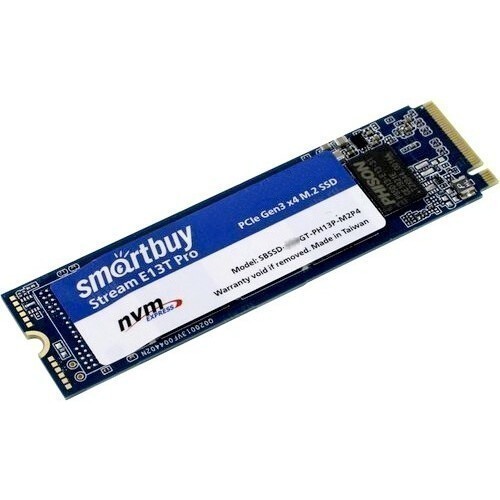 smartbuy
Stream E13T Pro
PCIe Gen3 x4 M.2 SSD
Model: SBSSD- GT-PH13P-M2P4
Warranty void if removed. Made in Taiwan
nvm
EXPRESS
PHISON
0020013VF004402N